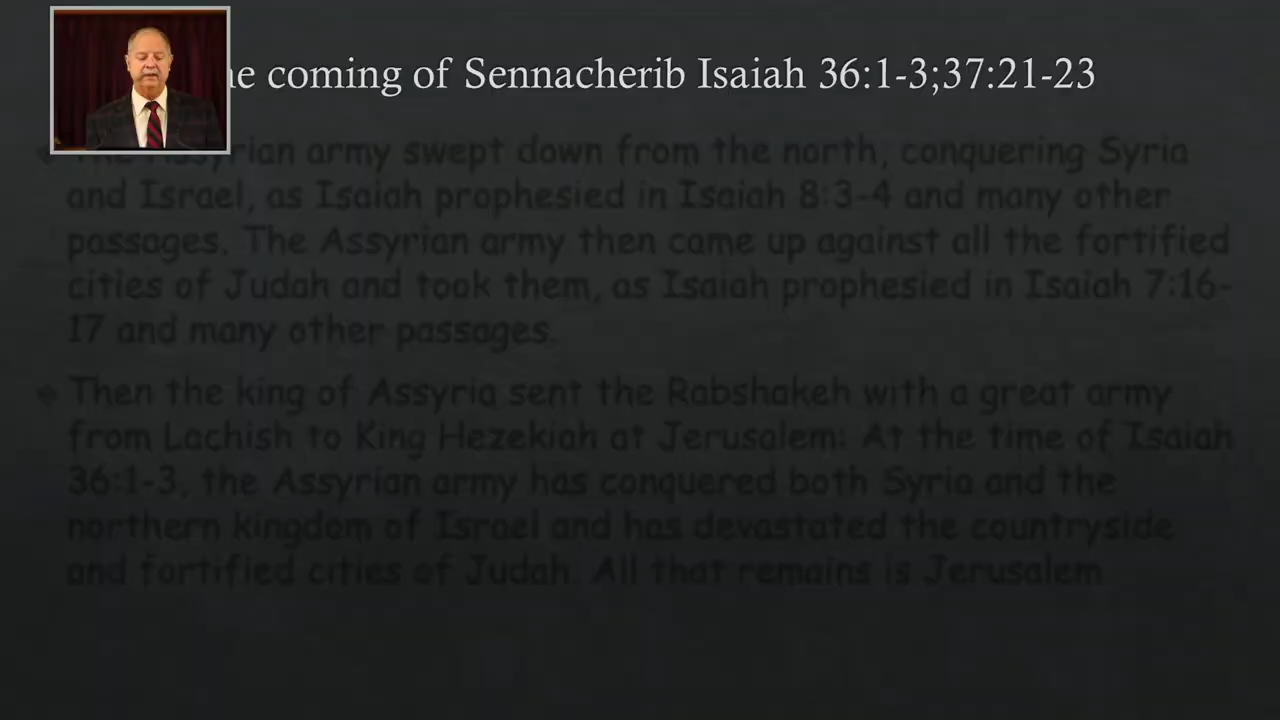 he coming of Sennacherib Isaiah 36:1-3;37:21-23
army swept down from the north, conquering Syria
and Israel, as Isaiah prophesied in Isaiah 8:3-4 and many other
passages. The Assyrian army then came up against all the fortified
cities of Judah and took them, as Isaiah prophesied in Isaiah 7:16-
17 and many other passages.
Then the king of Assyria sent the Rabshakeh with a great army
from Lachish to King Hezekiah at Jerusalem: At the time of Isaiah
36:1-3, the Assyrian army has conquered both Syria and the
northern kingdom of Israel and has devastated the countryside
and fortified cities of Judah. All that remains is Jerusalem